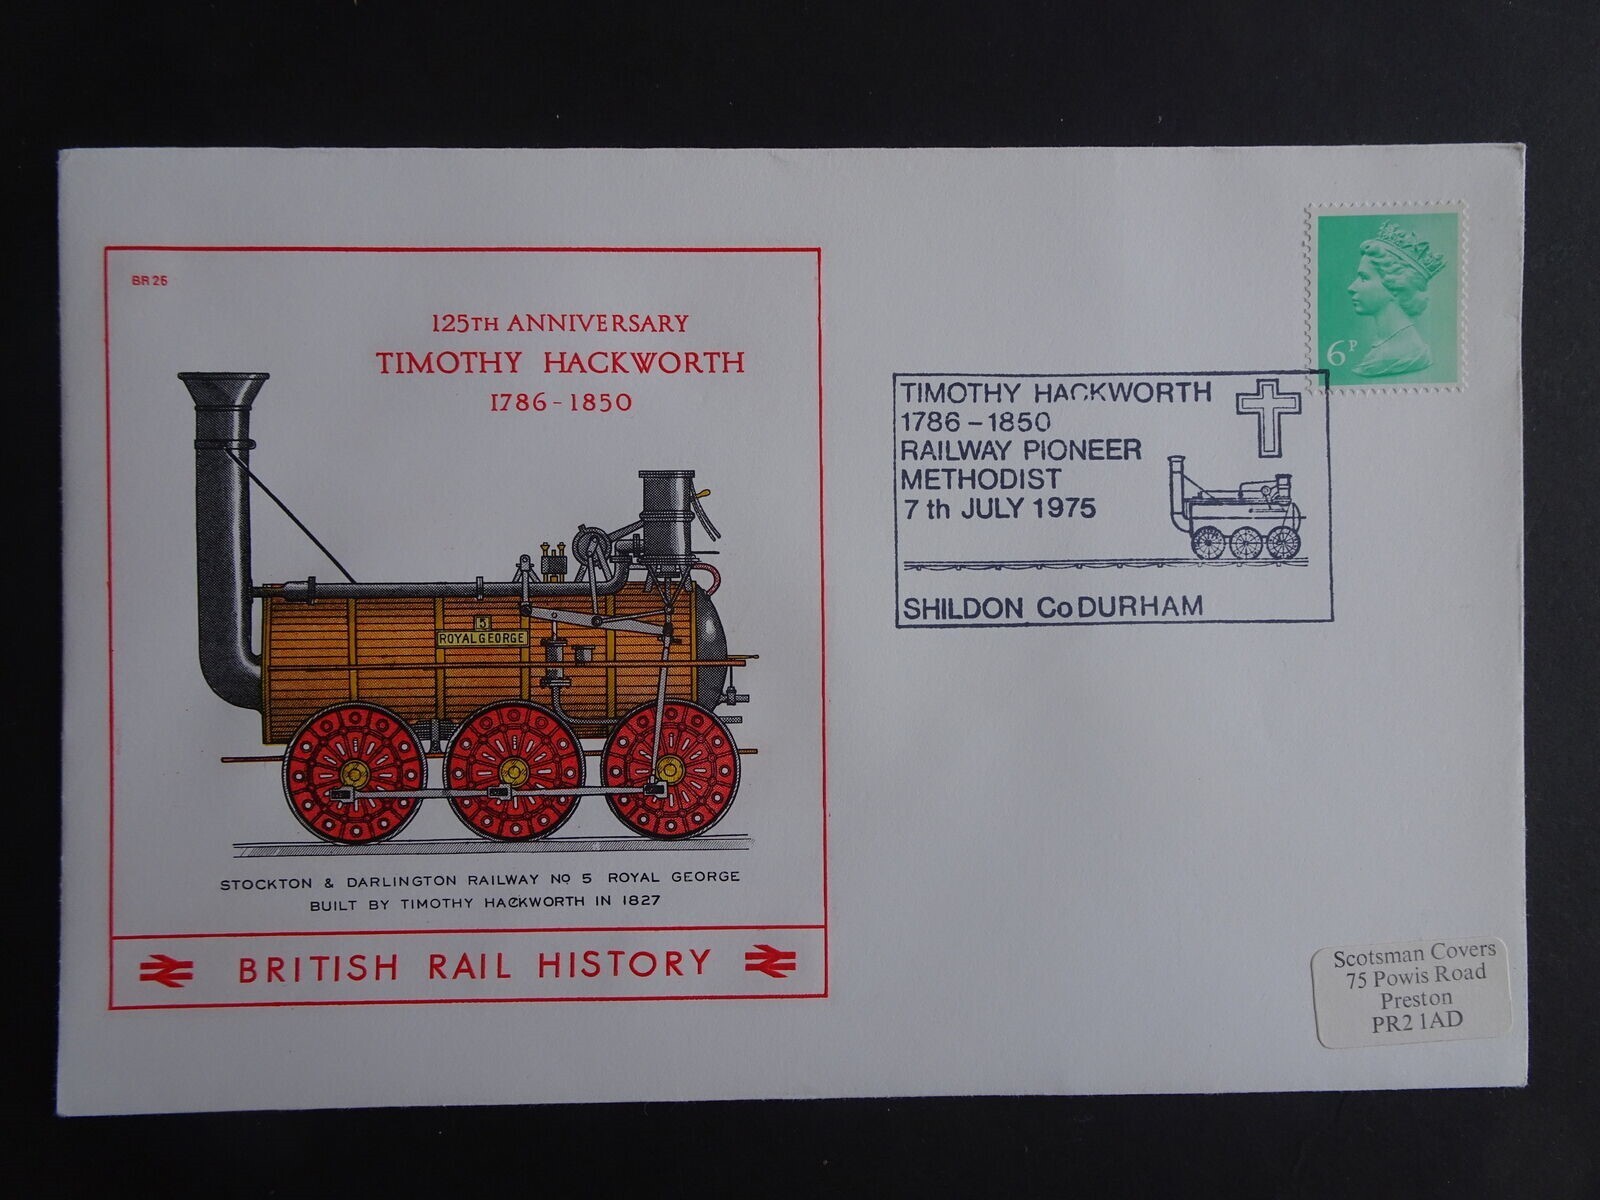 BR 26
125TH ANNIVERSARY
TIMOTHY HACKWORTH
1786 - 1850
5
ROYAL GEORGE
STOCKTON & DARLINGTON RAILWAY No 5 ROYAL GEORGE
BUILT BY TIMOTHY HACKWORTH IN 1827
BRITISH RAIL HISTORY
6P
TIMOTHY HACKWORTH
1786 - 1850
RAILWAY PIONEER
METHODIST
7 th JULY 1975
SHILDON Co DURHAM
Scotsman Covers
75 Powis Road
Preston
PR2 1AD